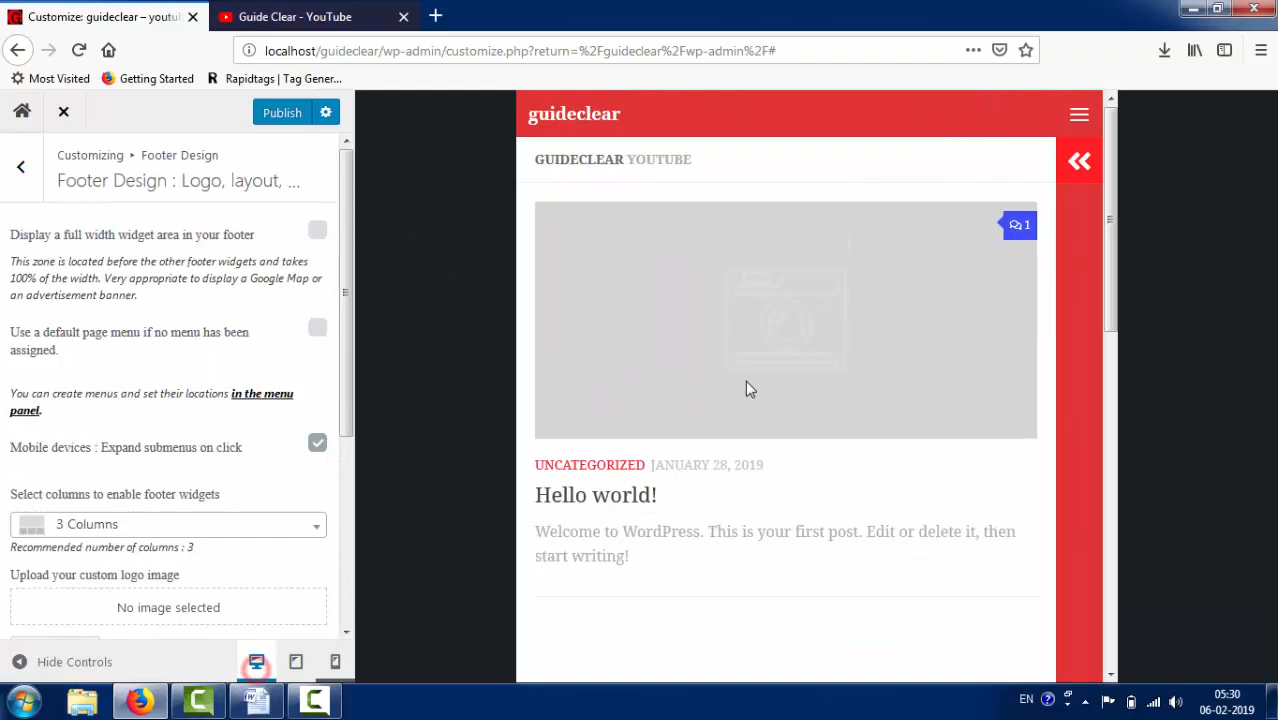 Customize: guideclear – youtu
Guide Clear - YouTube
localhost/guideclear/wp-admin/customize.php?return=%2Fguideclear%2Fwp-admin%2F#
Most Visited
Getting Started
R Rapidtags | Tag Gener...
Publish
Customizing ▸ Footer Design
Footer Design : Logo, layout, ...
Display a full width widget area in your footer
This zone is located before the other footer widgets and takes
100% of the width. Very appropriate to display a Google Map or
an advertisement banner.
Use a default page menu if no menu has been
assigned.
You can create menus and set their locations in the menu
panel.
Mobile devices : Expand submenus on click
Select columns to enable footer widgets
3 Columns
Recommended number of columns : 3
Upload your custom logo image
No image selected
Hide Controls
guideclear
GUIDECLEAR YOUTUBE
1
UNCATEGORIZED JANUARY 28, 2019
Hello world!
Welcome to WordPress. This is your first post. Edit or delete it, then
start writing!
EN
05:30
06-02-2019